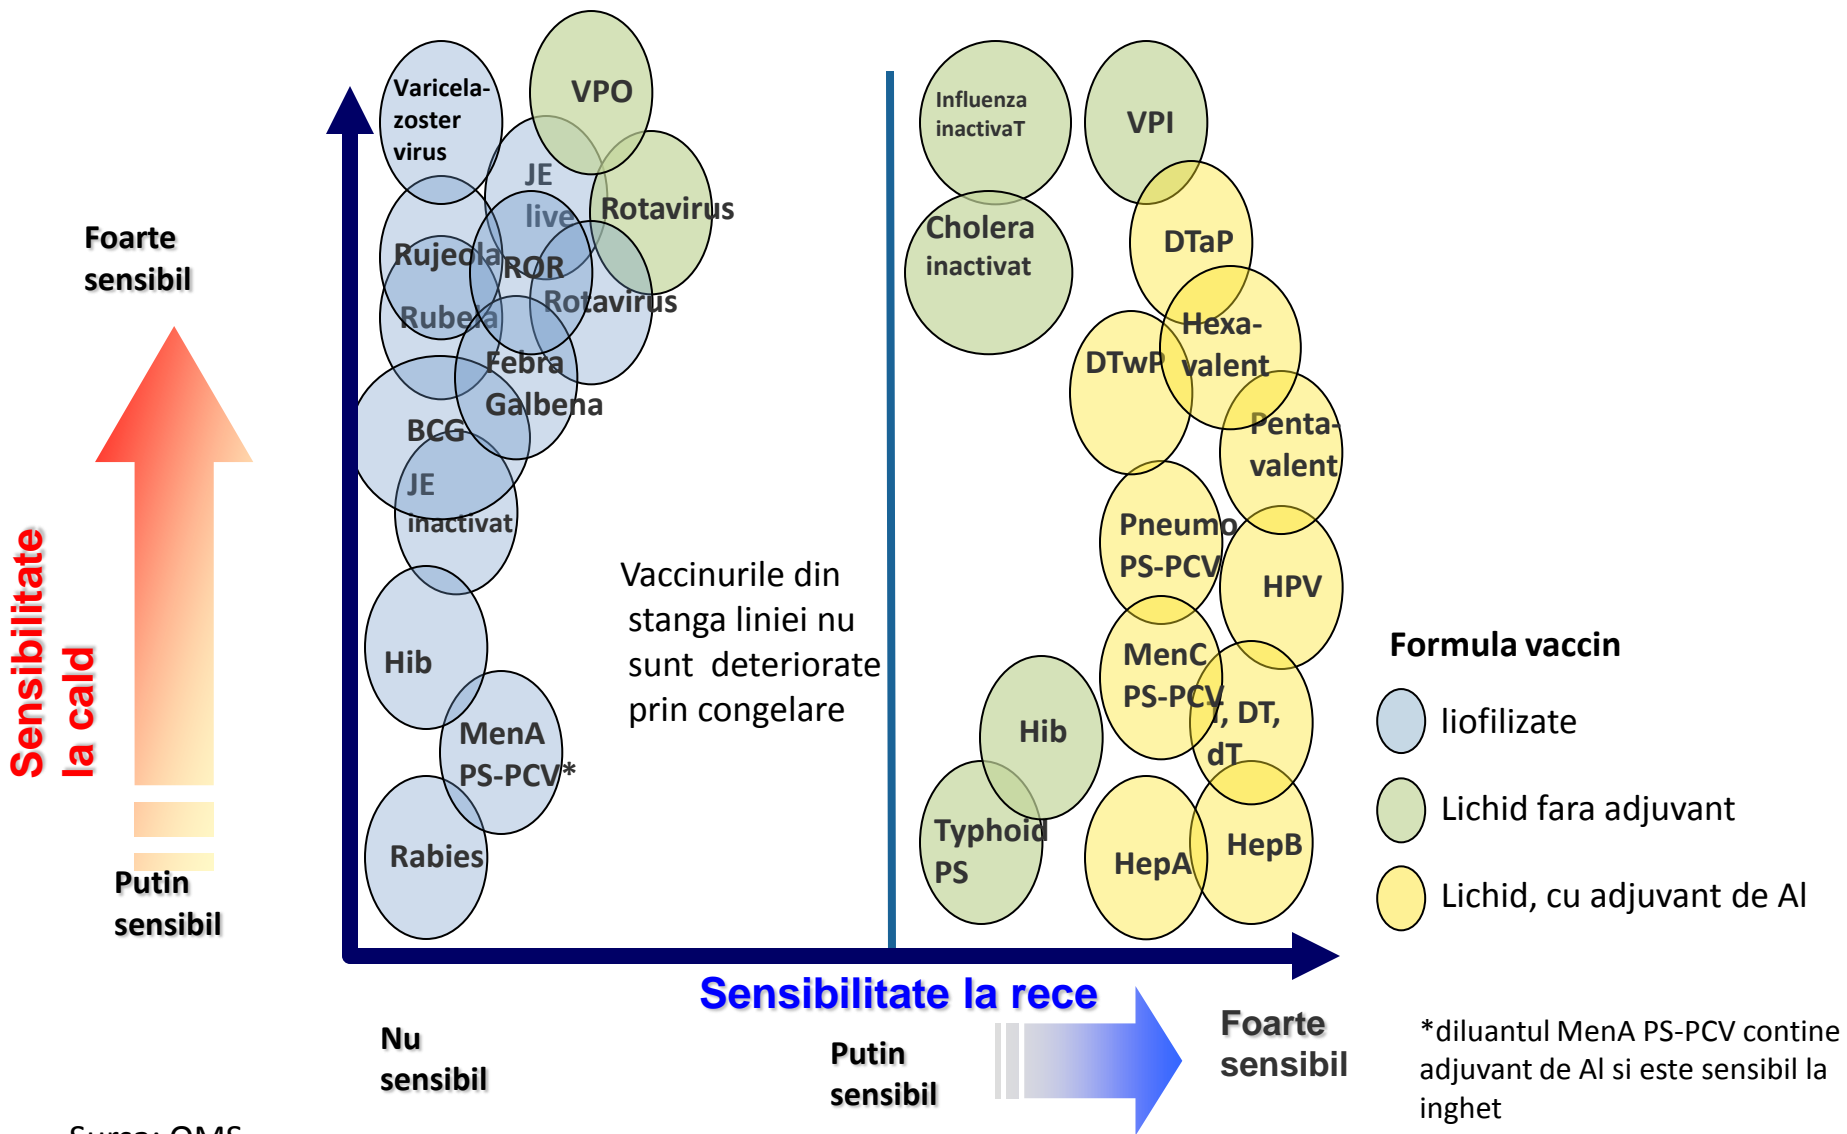 Varicela-
zoster
virus
VPO
JE
live
Rotavirus
Rujeola
ROR
Rotavirus
Rubela
Febra
Galbena
BCG
JE
inactivat
Hib
MenA
PS-PCV*
Rabies
Vaccinurile din
stanga liniei nu
sunt deteriorate
prin congelare
Influenza
inactivaT
VPI
Cholera
inactivat
DTaP
Hexa-
valent
DTwP
Penta-
valent
Pneumo
PS-PCV
HPV
MenC
PS-PCV
T, DT,
dT
Hib
Typhoid
PS
HepA
HepB
Foarte
sensibil
Sensibilitate
la cald
Putin
sensibil
Sensibilitate la rece
Nu
sensibil
Putin
sensibil
Foarte
sensibil
Formula vaccin
liofilizate
Lichid fara adjuvant
Lichid, cu adjuvant de Al
*diluantul MenA PS-PCV contine
adjuvant de Al si este sensibil la
inghet
Sursa: OMS